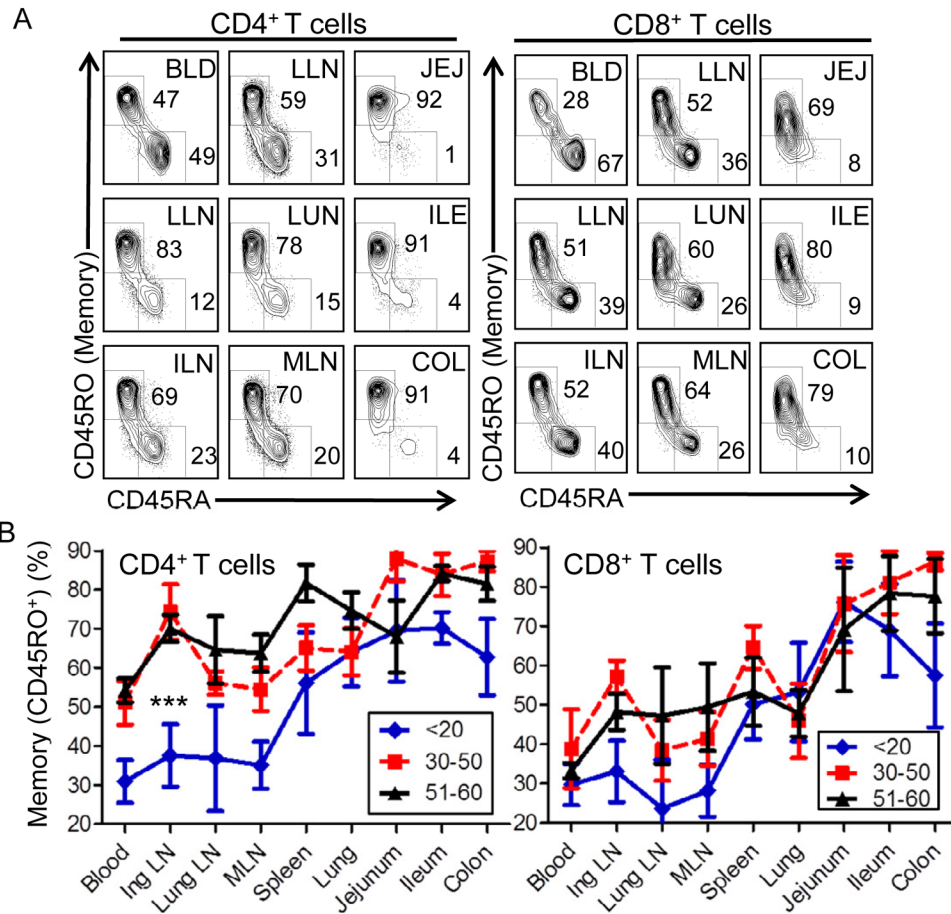 A
CD4⁺ T cells
CD8⁺ T cells
CD45RO (Memory)
BLD
47
49
LLN
59
31
JEJ
92
1
LLN
83
12
LUN
78
15
ILE
91
4
ILN
69
23
MLN
70
20
COL
91
4
CD45RA
CD45RO (Memory)
BLD
28
67
LLN
52
36
JEJ
69
8
LLN
51
39
LUN
60
26
ILE
80
9
ILN
52
40
MLN
64
26
COL
79
10
CD45RA
B
Memory (CD45RO⁺) (%)
CD4⁺ T cells
90
80
70
60
50
40
30
20
***
<20
30-50
51-60
Blood
Ing LN
Lung LN
MLN
Spleen
Lung
Jejunum
Ileum
Colon
CD8⁺ T cells
90
80
70
60
50
40
30
20
<20
30-50
51-60
Blood
Ing LN
Lung LN
MLN
Spleen
Lung
Jejunum
Ileum
Colon